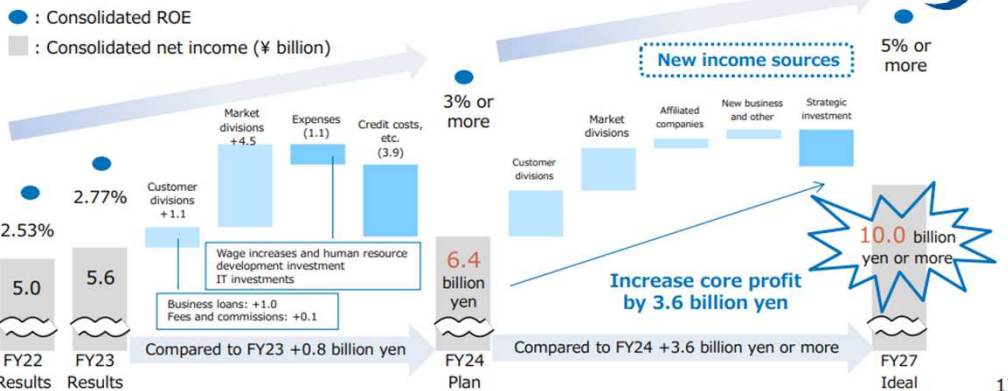 : Consolidated ROE
: Consolidated net income (¥ billion)
2.53%
5.0
FY22
Results
2.77%
5.6
FY23
Results
Customer
divisions
+1.1
Market
divisions
+4.5
Expenses
(1.1)
Credit costs,
etc.
(3.9)
Wage increases and human resource
development investment
IT investments
Business loans: +1.0
Fees and commissions: +0.1
Compared to FY23 +0.8 billion yen
3% or
more
6.4
billion
yen
FY24
Plan
New income sources
Customer
divisions
Market
divisions
Affiliated
companies
New business
and other
Strategic
investment
Increase core profit
by 3.6 billion yen
Compared to FY24 +3.6 billion yen or more
5% or
more
10.0 billion
yen or more
FY27
Ideal
1